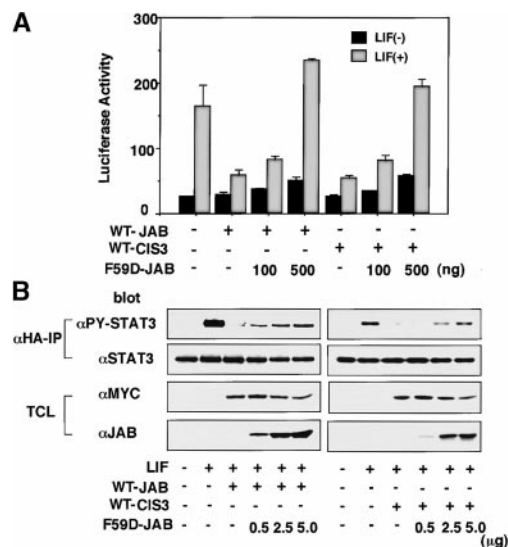 A
Luciferase Activity
300
200
100
0
LIF(-)
LIF(+)
WT-JAB - + + + - - -
WT-CIS3 - - - - + + +
F59D-JAB - - 100 500 - 100 500 (ng)
B
blot
αHA-IP
αPY-STAT3
αSTAT3
TCL
αMYC
αJAB
LIF - + + + + + - + + + + +
WT-JAB - - + + + + - - - - - -
WT-CIS3 - - - - - - - - + + + +
F59D-JAB - - - 0.5 2.5 5.0 - - - 0.5 2.5 5.0
(μg)